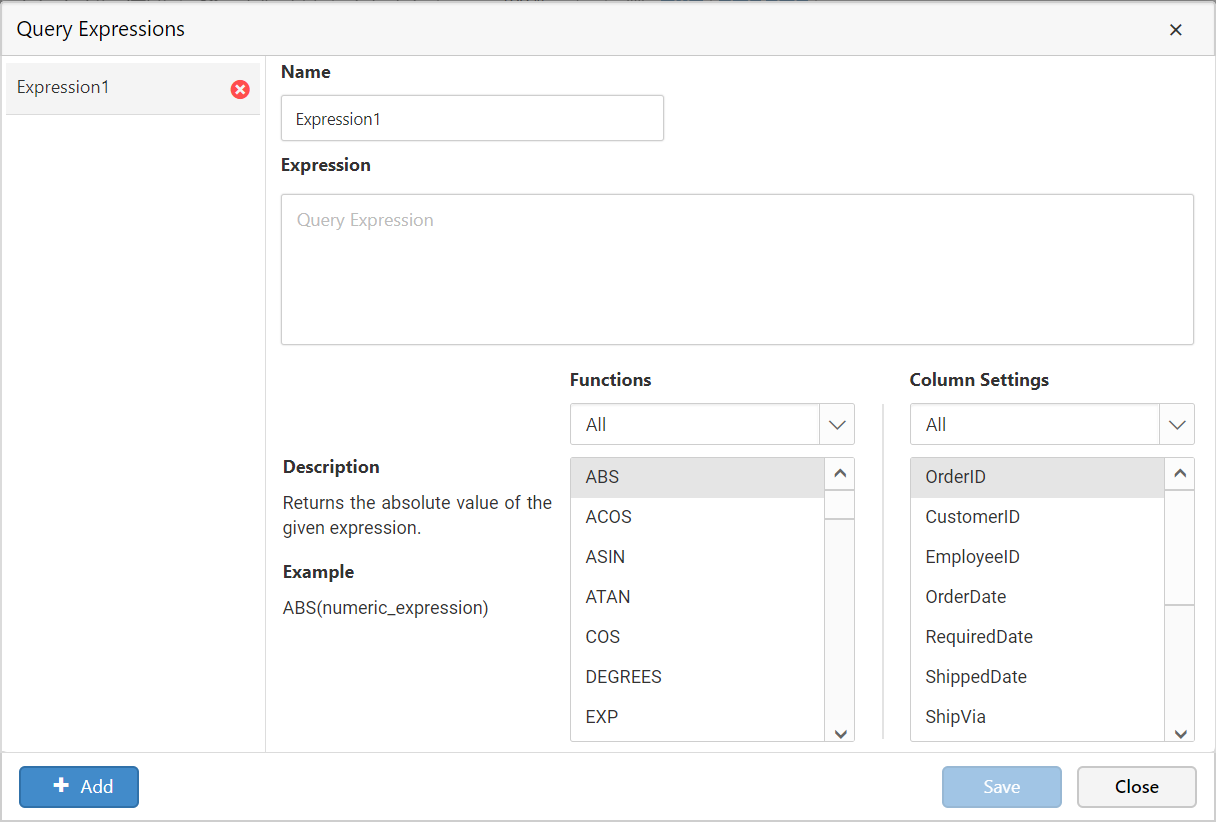 Query Expressions
Expression1
Name
Expression1
Expression
Query Expression
Functions
All
Column Settings
All
Description
Returns the absolute value of the
given expression.
Example
ABS(numeric_expression)
ABS
ACOS
ASIN
ATAN
COS
DEGREES
EXP
OrderID
CustomerID
EmployeeID
OrderDate
RequiredDate
ShippedDate
ShipVia
Add
Save
Close